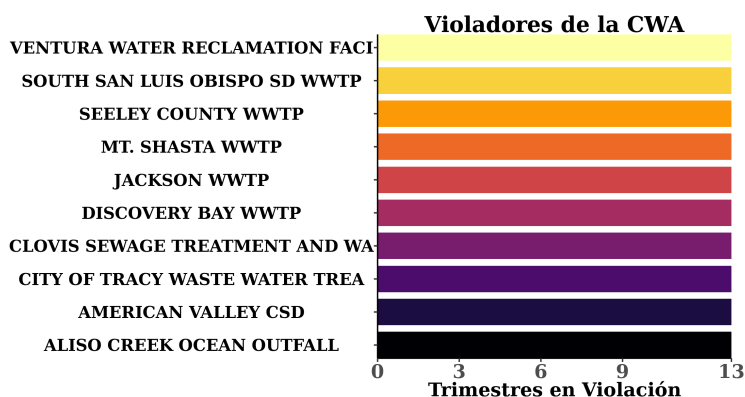 Violadores de la CWA
VENTURA WATER RECLAMATION FACI
SOUTH SAN LUIS OBISPO SD WWTP
SEELEY COUNTY WWTP
MT. SHASTA WWTP
JACKSON WWTP
DISCOVERY BAY WWTP
CLOVIS SEWAGE TREATMENT AND WA
CITY OF TRACY WASTE WATER TREA
AMERICAN VALLEY CSD
ALISO CREEK OCEAN OUTFALL
0 3 6 9 13
Trimestres en Violación